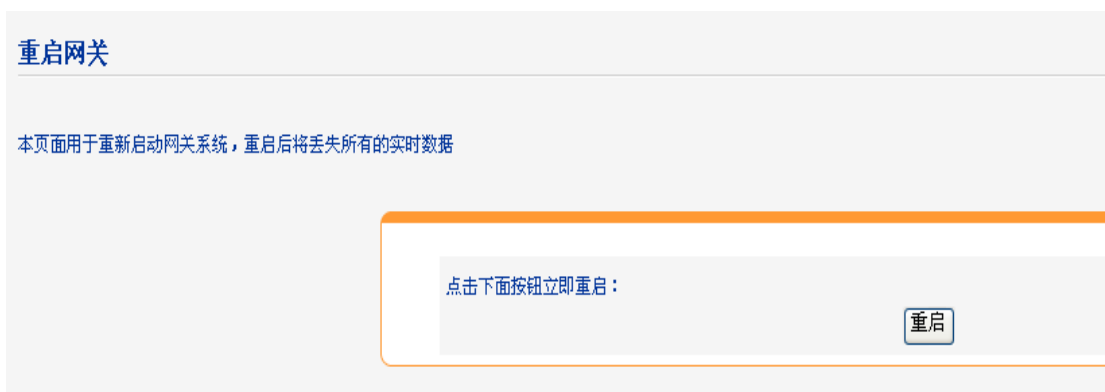 重启网关
本页面用于重新启动网关系统，重启后将丢失所有的实时数据
点击下面按钮立即重启：
重启